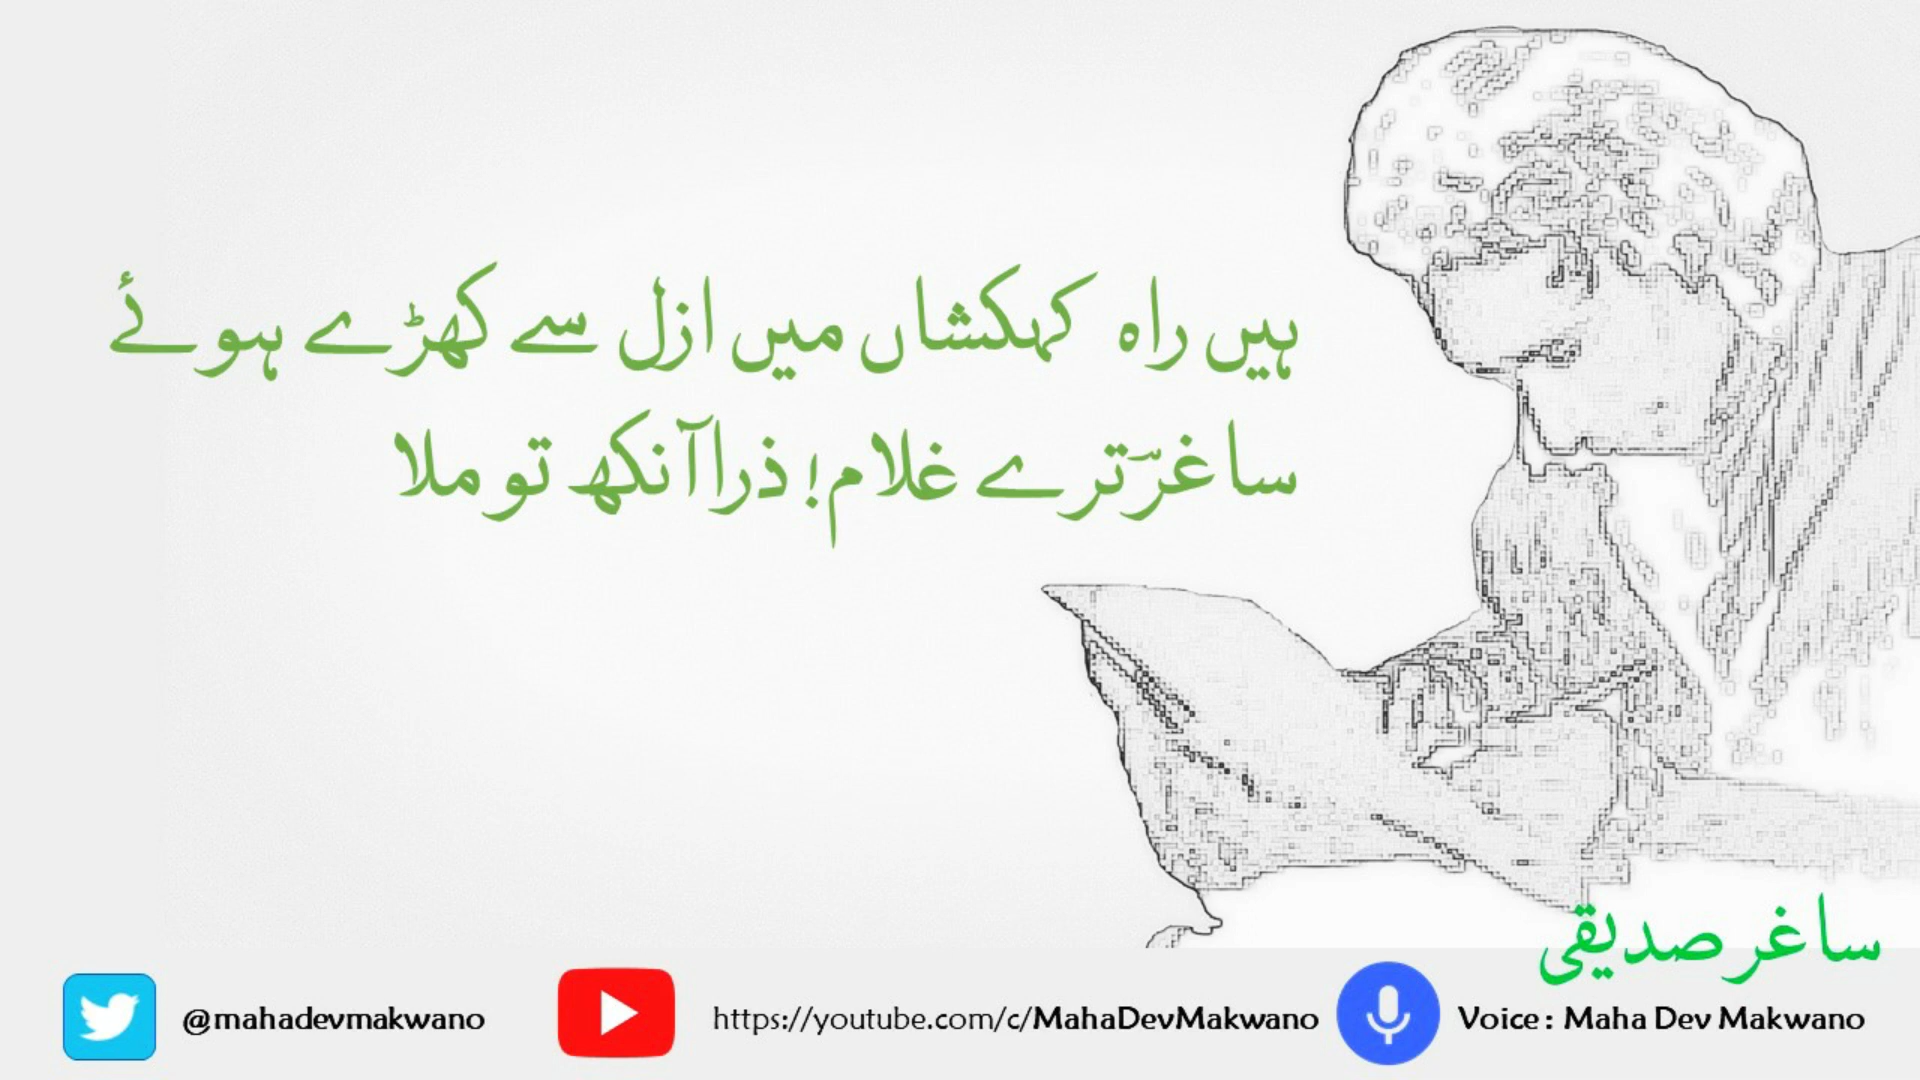 ہیں راہ کہکشاں میں ازل سے کھڑے ہوئے
ساغرؔ ترے غلام؛ ذرا آنکھ تو ملا
ساغر صدیقی
@mahadevmakwano
https://youtube.com/c/MahaDevMakwano
Voice : Maha Dev Makwano